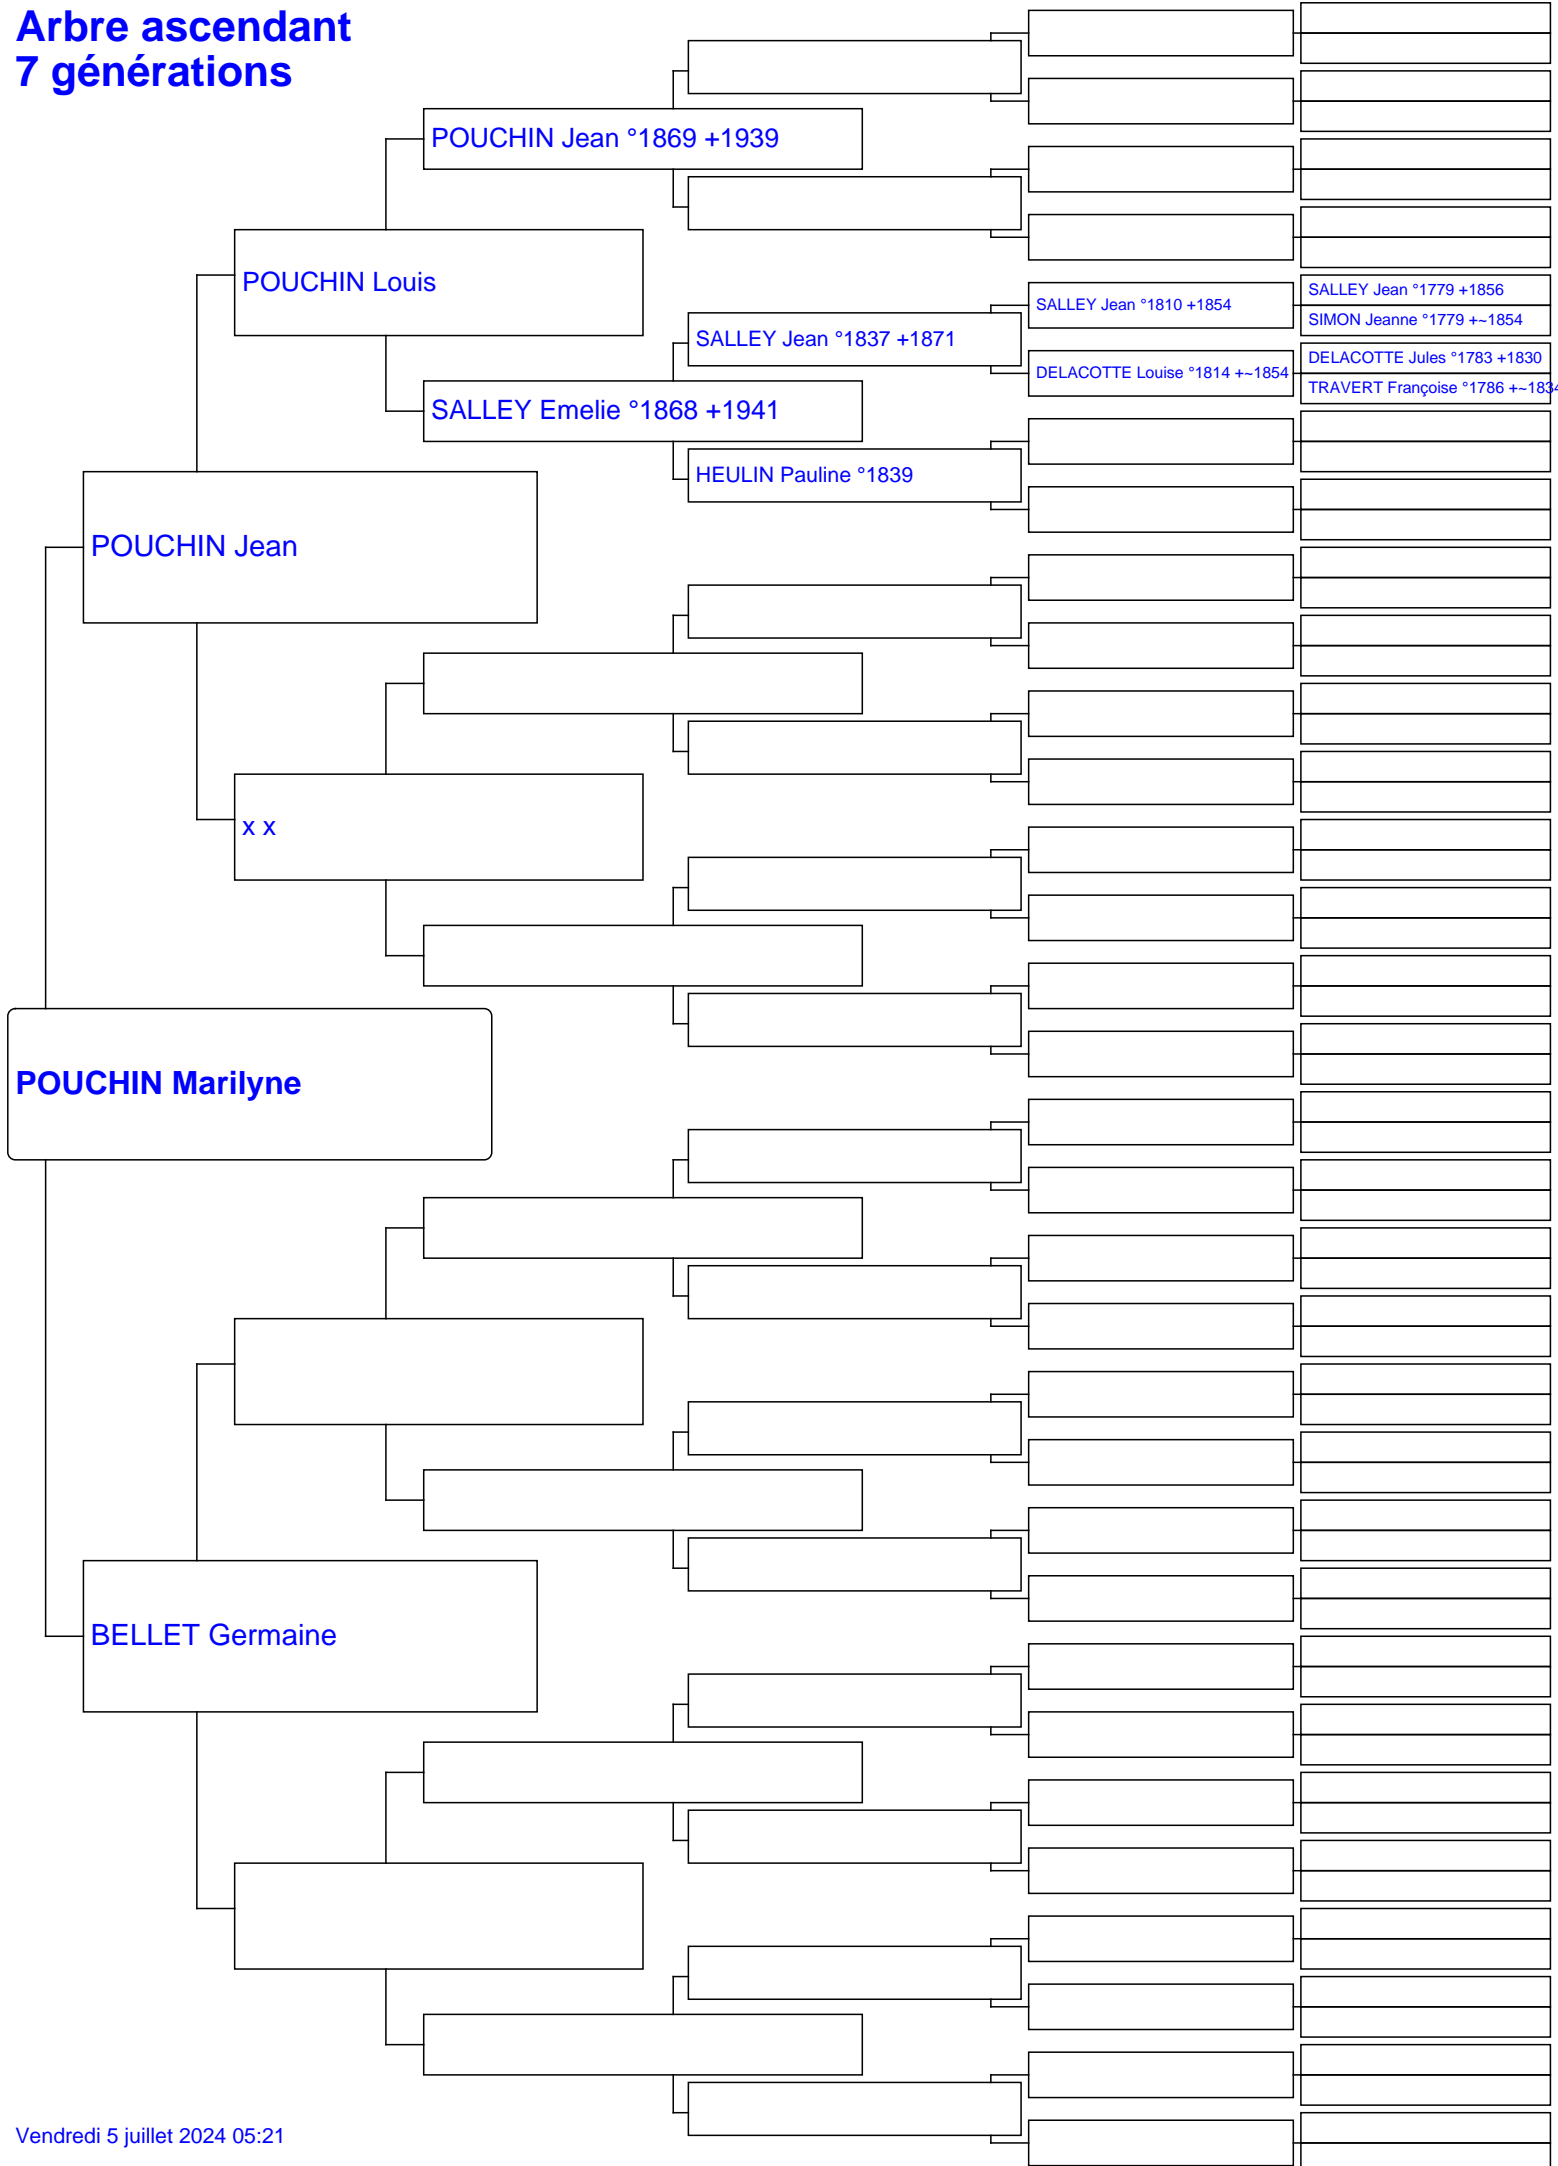 Arbre ascendant
7 générations
POUCHIN Jean °1869 +1939
POUCHIN Louis
SALLEY Jean °1779 +1856
SALLEY Jean °1810 +1854
SIMON Jeanne °1779 +~1854
SALLEY Jean °1837 +1871
DELACOTTE Jules °1783 +1830
DELACOTTE Louise °1814 +~1854
TRAVERT Françoise °1786 +~1834
SALLEY Emelie °1868 +1941
HEULIN Pauline °1839
POUCHIN Jean
x x
POUCHIN Marilyne
BELLET Germaine
Vendredi 5 juillet 2024 05:21